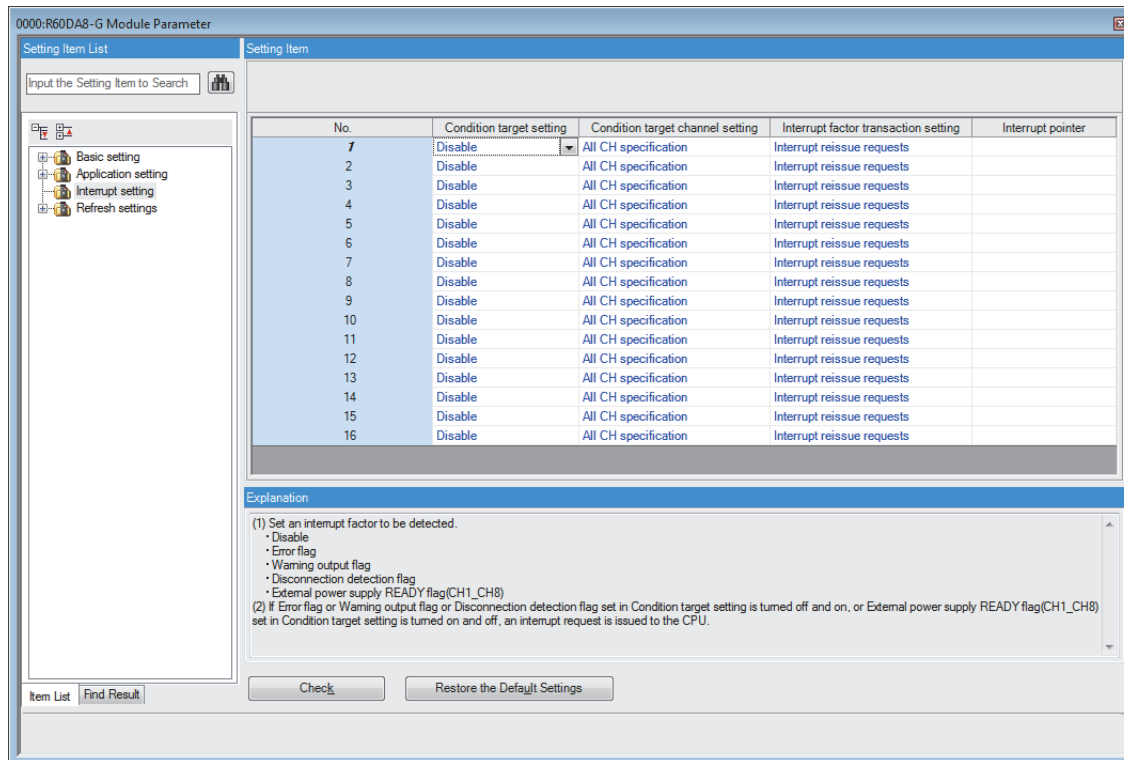 0000:R60DA8-G Module Parameter
Setting Item List
Setting Item
Input the Setting Item to Search
Basic setting
Application setting
Interrupt setting
Refresh settings
No. Condition target setting Condition target channel setting Interrupt factor transaction setting Interrupt pointer
1 Disable All CH specification Interrupt reissue requests
2 Disable All CH specification Interrupt reissue requests
3 Disable All CH specification Interrupt reissue requests
4 Disable All CH specification Interrupt reissue requests
5 Disable All CH specification Interrupt reissue requests
6 Disable All CH specification Interrupt reissue requests
7 Disable All CH specification Interrupt reissue requests
8 Disable All CH specification Interrupt reissue requests
9 Disable All CH specification Interrupt reissue requests
10 Disable All CH specification Interrupt reissue requests
11 Disable All CH specification Interrupt reissue requests
12 Disable All CH specification Interrupt reissue requests
13 Disable All CH specification Interrupt reissue requests
14 Disable All CH specification Interrupt reissue requests
15 Disable All CH specification Interrupt reissue requests
16 Disable All CH specification Interrupt reissue requests
Explanation
(1) Set an interrupt factor to be detected.
・Disable
・Error flag
・Warning output flag
・Disconnection detection flag
・External power supply READY flag(CH1_CH8)
(2) If Error flag or Warning output flag or Disconnection detection flag set in Condition target setting is turned off and on, or External power supply READY flag(CH1_CH8)
set in Condition target setting is turned on and off, an interrupt request is issued to the CPU.
Item List Find Result
Check Restore the Default Settings